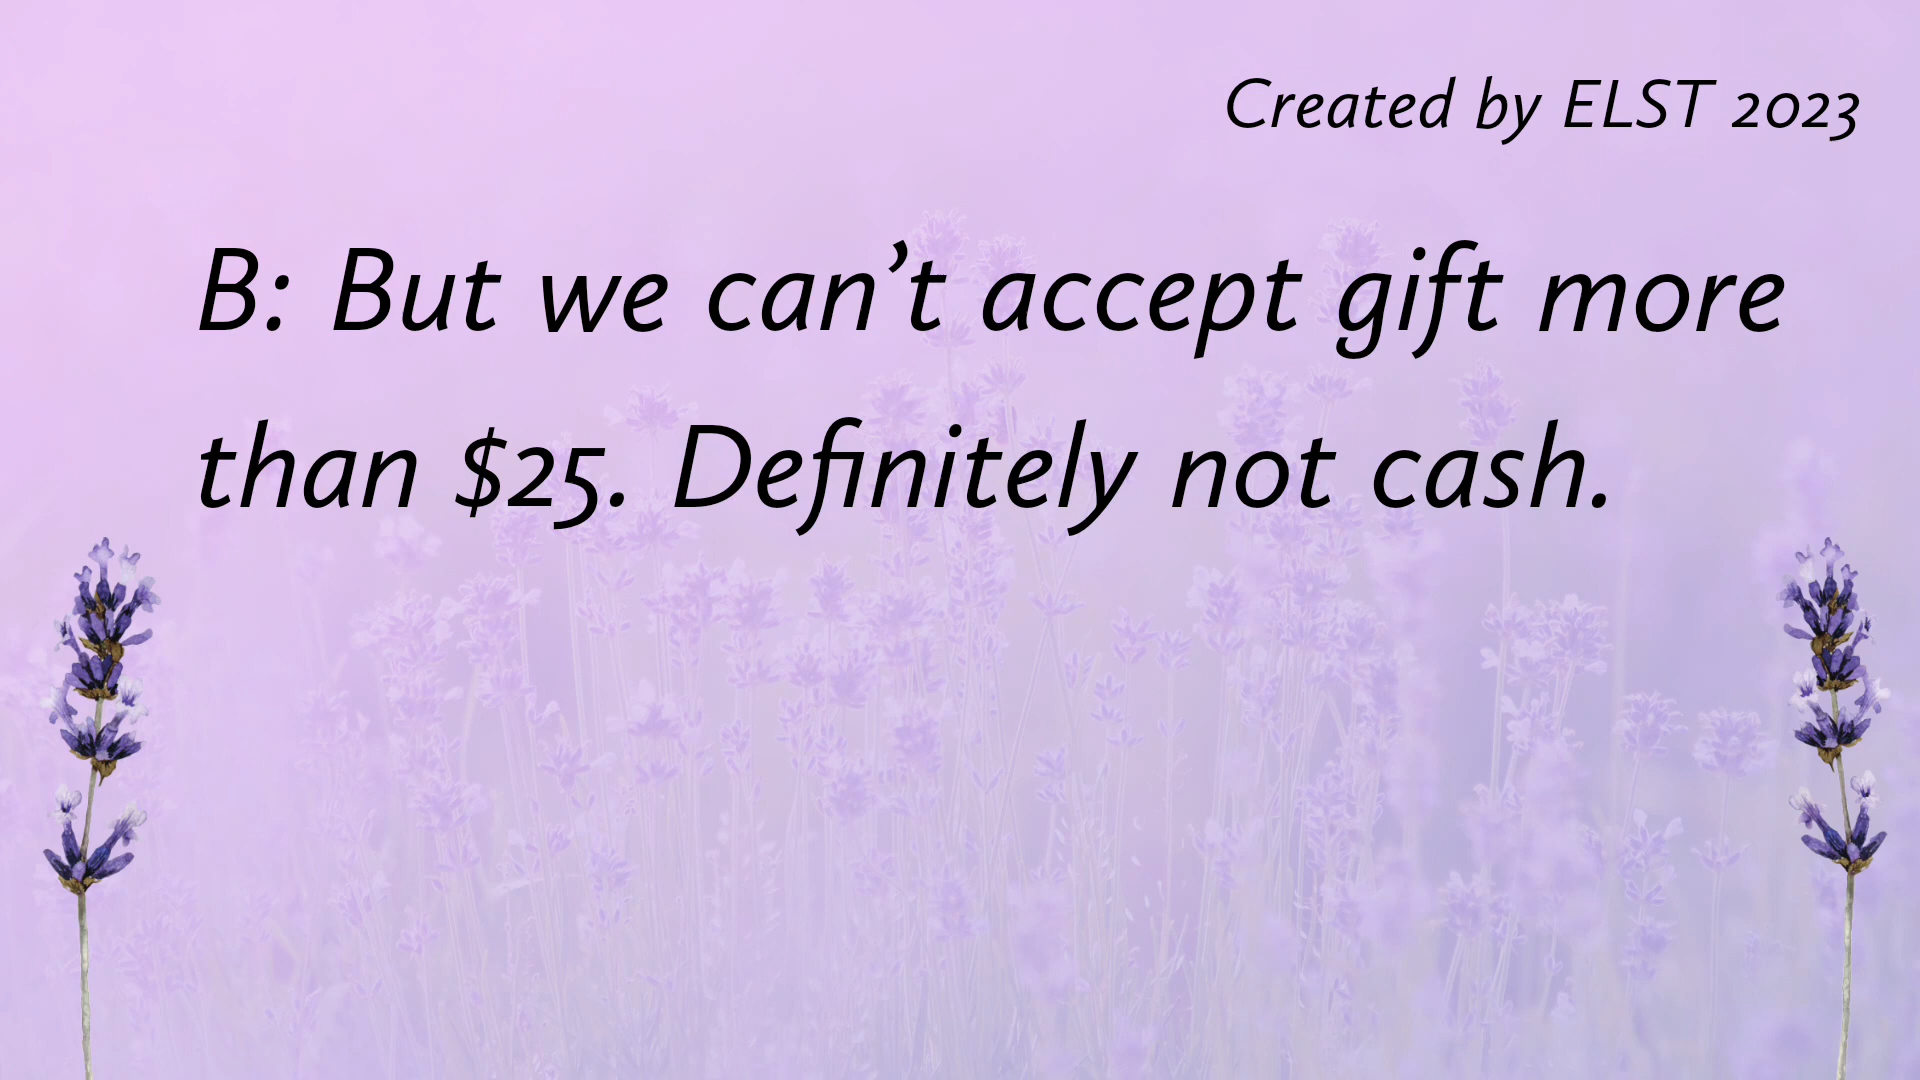 Created by ELST 2023
B: But we can’t accept gift more
than $25. Definitely not cash.